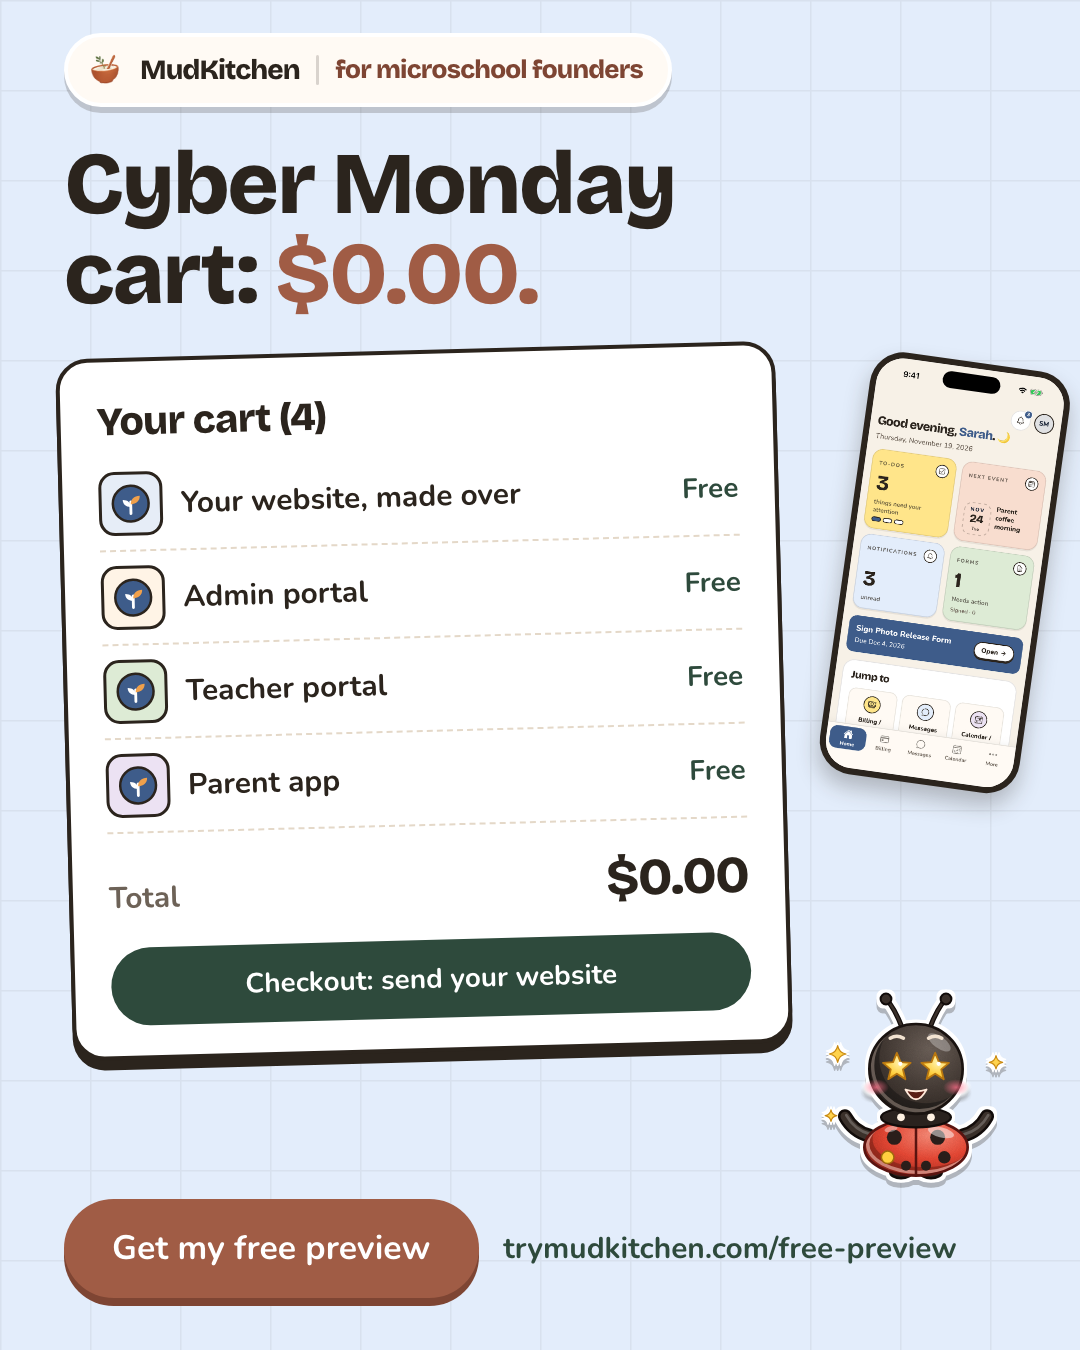 MudKitchen | for microschool founders
Cyber Monday
cart: $0.00.
Your cart (4)
Your website, made over Free
Admin portal Free
Teacher portal Free
Parent app Free
Total $0.00
Checkout: send your website
9:41
Good evening, Sarah. 🌙
SM
Thursday, November 19, 2026
TO-DOS
3
things need your
attention
NEXT EVENT
NOV
24
Tue
Parent
coffee
morning
NOTIFICATIONS
3
unread
FORMS
1
Needs action
Signed · 0
Sign Photo Release Form
Due Dec 4, 2026
Open →
Jump to
Billing /
Messages
Calendar /
Home
Billing
Messages
Calendar
More
Get my free preview
trymudkitchen.com/free-preview